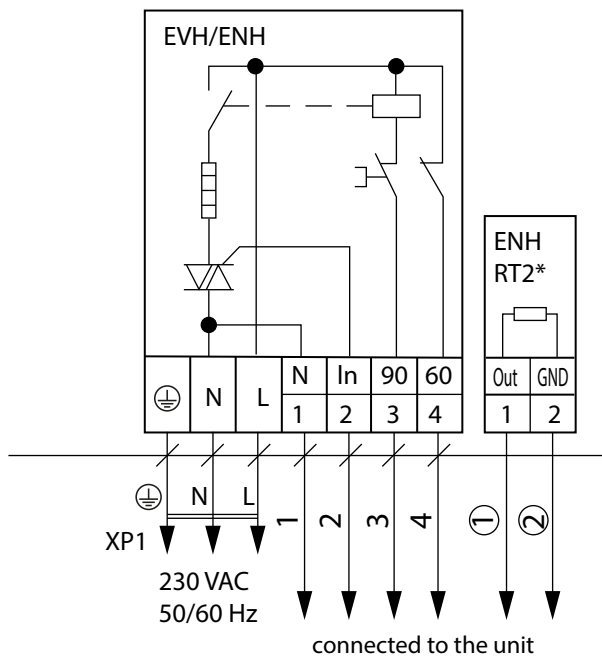 EVH/ENH
ENH
RT2*
N L N In 90 60
1 2 3 4
Out GND
1 2
N L
1 2 3 4 1 2
XP1
230 VAC
50/60 Hz
connected to the unit